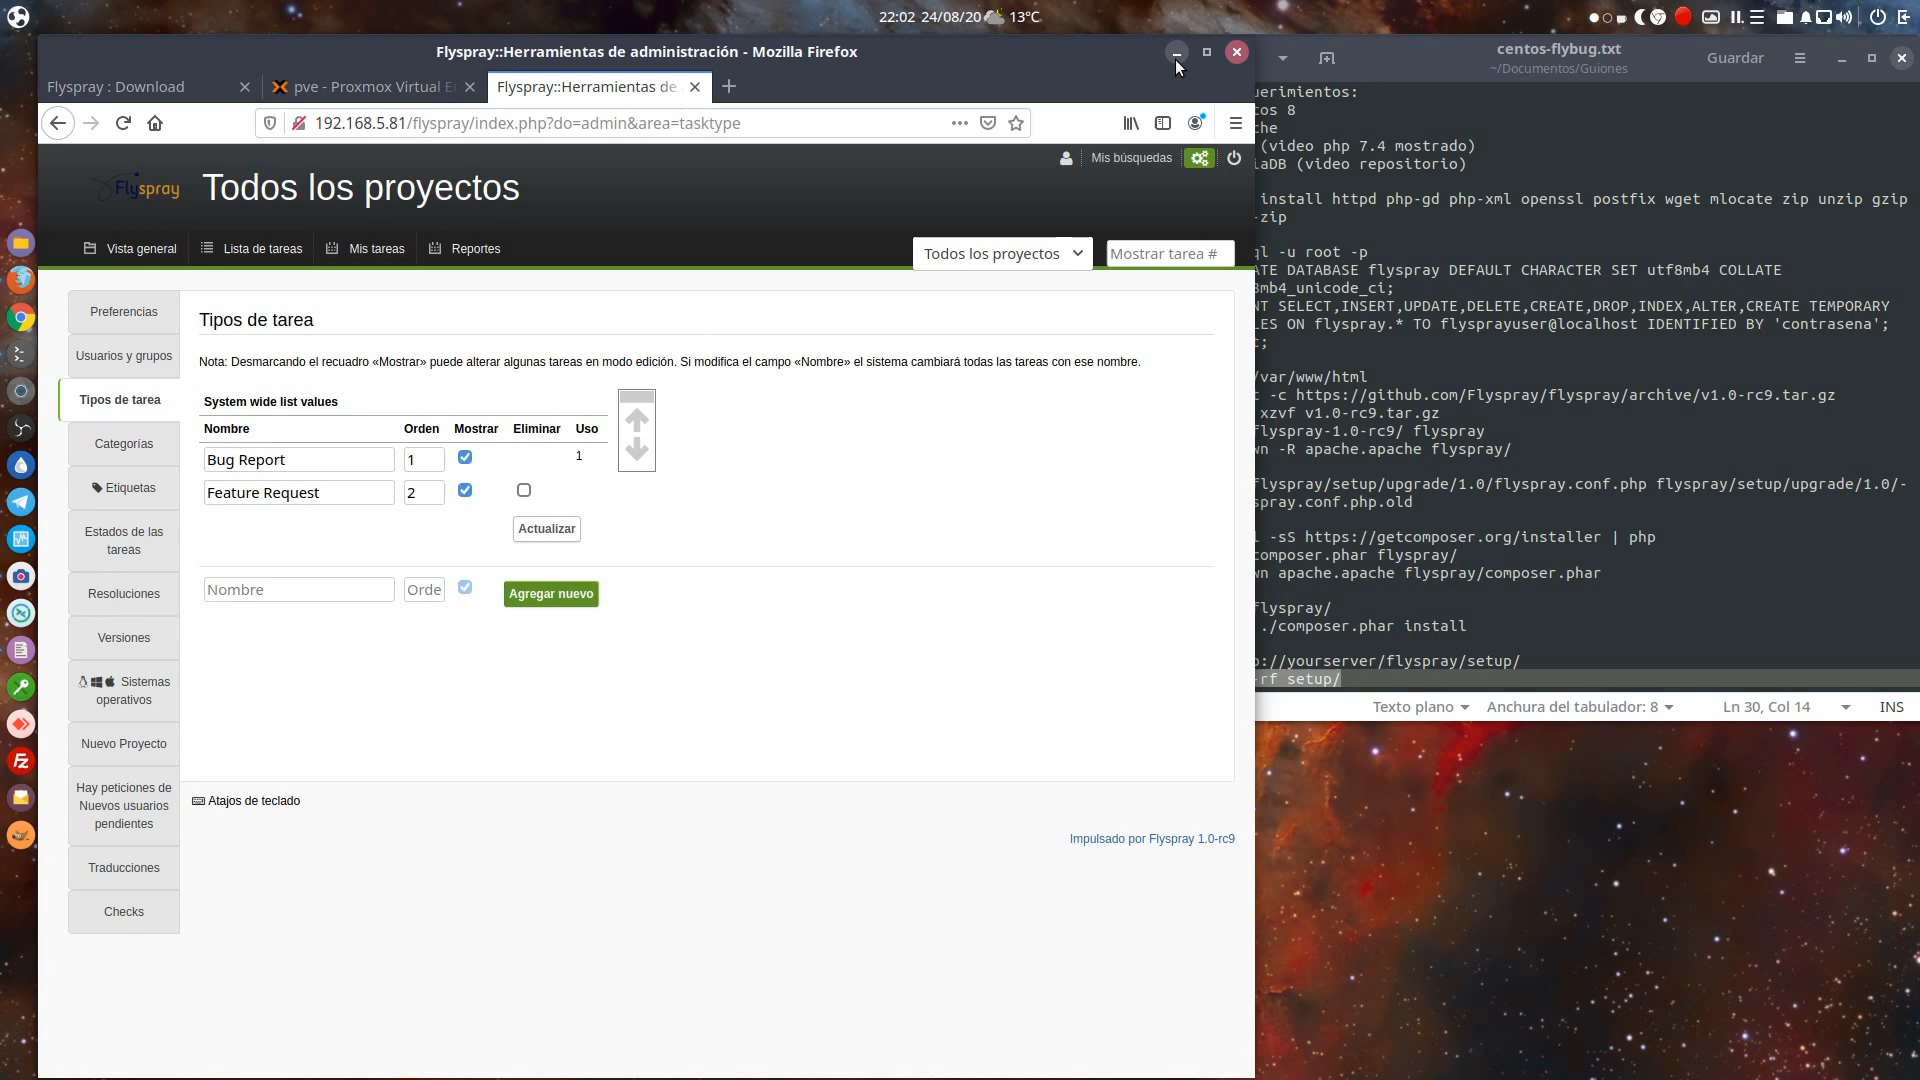 22:02 24/08/20 13°C
Flyspray::Herramientas de administración - Mozilla Firefox
Flyspray : Download
pve - Proxmox Virtual E
Flyspray::Herramientas de
192.168.5.81/flyspray/index.php?do=admin&area=tasktype
Mis búsquedas
Flyspray
Todos los proyectos
Vista general
Lista de tareas
Mis tareas
Reportes
Todos los proyectos
Mostrar tarea #
Preferencias
Usuarios y grupos
Tipos de tarea
Categorías
Etiquetas
Estados de las
tareas
Resoluciones
Versiones
Sistemas
operativos
Nuevo Proyecto
Hay peticiones de
Nuevos usuarios
pendientes
Traducciones
Checks
Tipos de tarea
Nota: Desmarcando el recuadro «Mostrar» puede alterar algunas tareas en modo edición. Si modifica el campo «Nombre» el sistema cambiará todas las tareas con ese nombre.
System wide list values
Nombre Orden Mostrar Eliminar Uso
Bug Report 1 1
Feature Request 2
Actualizar
Nombre Orde Agregar nuevo
Atajos de teclado
Impulsado por Flyspray 1.0-rc9
centos-flybug.txt
~/Documentos/Guiones
Guardar
uerimientos:
tos 8
che
(video php 7.4 mostrado)
iaDB (video repositorio)
install httpd php-gd php-xml openssl postfix wget mlocate zip unzip gzip
-zip
ql -u root -p
ATE DATABASE flyspray DEFAULT CHARACTER SET utf8mb4 COLLATE
8mb4_unicode_ci;
NT SELECT,INSERT,UPDATE,DELETE,CREATE,DROP,INDEX,ALTER,CREATE TEMPORARY
LES ON flyspray.* TO flysprayuser@localhost IDENTIFIED BY 'contrasena';
t;
/var/www/html
t -c https://github.com/Flyspray/flyspray/archive/v1.0-rc9.tar.gz
xzvf v1.0-rc9.tar.gz
flyspray-1.0-rc9/ flyspray
wn -R apache.apache flyspray/
flyspray/setup/upgrade/1.0/flyspray.conf.php flyspray/setup/upgrade/1.0/-
spray.conf.php.old
l -sS https://getcomposer.org/installer | php
composer.phar flyspray/
wn apache.apache flyspray/composer.phar
flyspray/
./composer.phar install
p://yourserver/flyspray/setup/
-rf setup/
Texto plano
Anchura del tabulador: 8
Ln 30, Col 14
INS